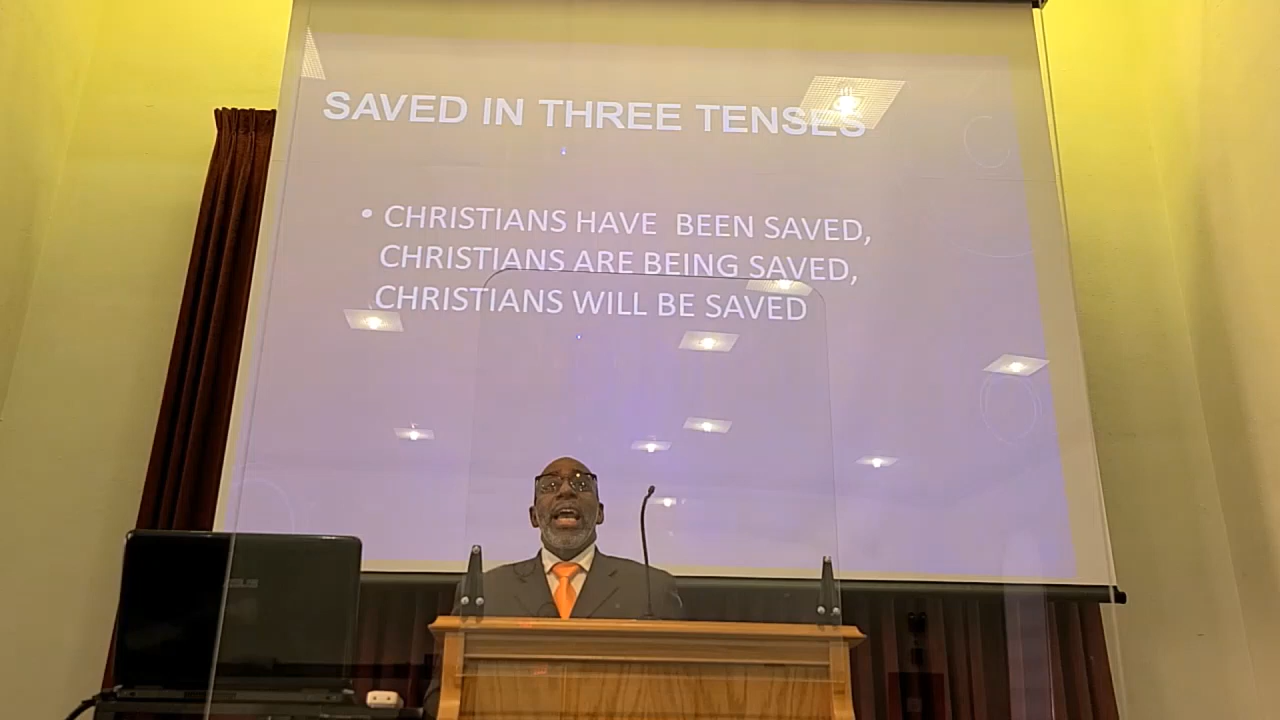 SAVED IN THREE TENSES
• CHRISTIANS HAVE BEEN SAVED,
CHRISTIANS ARE BEING SAVED,
CHRISTIANS WILL BE SAVED